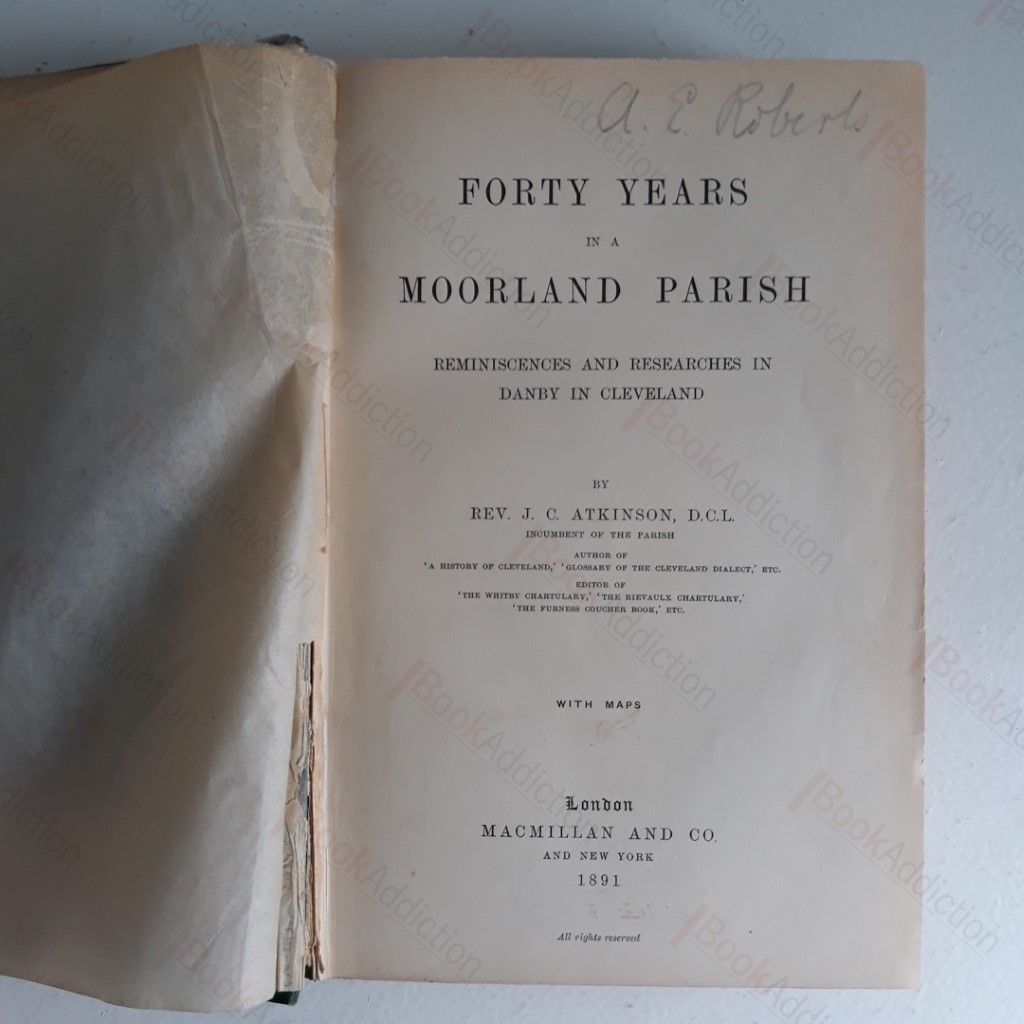 A. E. Roberts
FORTY YEARS
IN A
MOORLAND PARISH
REMINISCENCES AND RESEARCHES IN
DANBY IN CLEVELAND
BY
REV. J. C. ATKINSON, D.C.L.
INCUMBENT OF THE PARISH
AUTHOR OF
'A HISTORY OF CLEVELAND,' 'GLOSSARY OF THE CLEVELAND DIALECT,' ETC.
EDITOR OF
'THE WHITBY CHARTULARY,' 'THE RIEVAULX CHARTULARY,'
'THE FURNESS COUCHER BOOK,' ETC.
WITH MAPS
London
MACMILLAN AND CO.
AND NEW YORK
1891
All rights reserved
BookAddiction